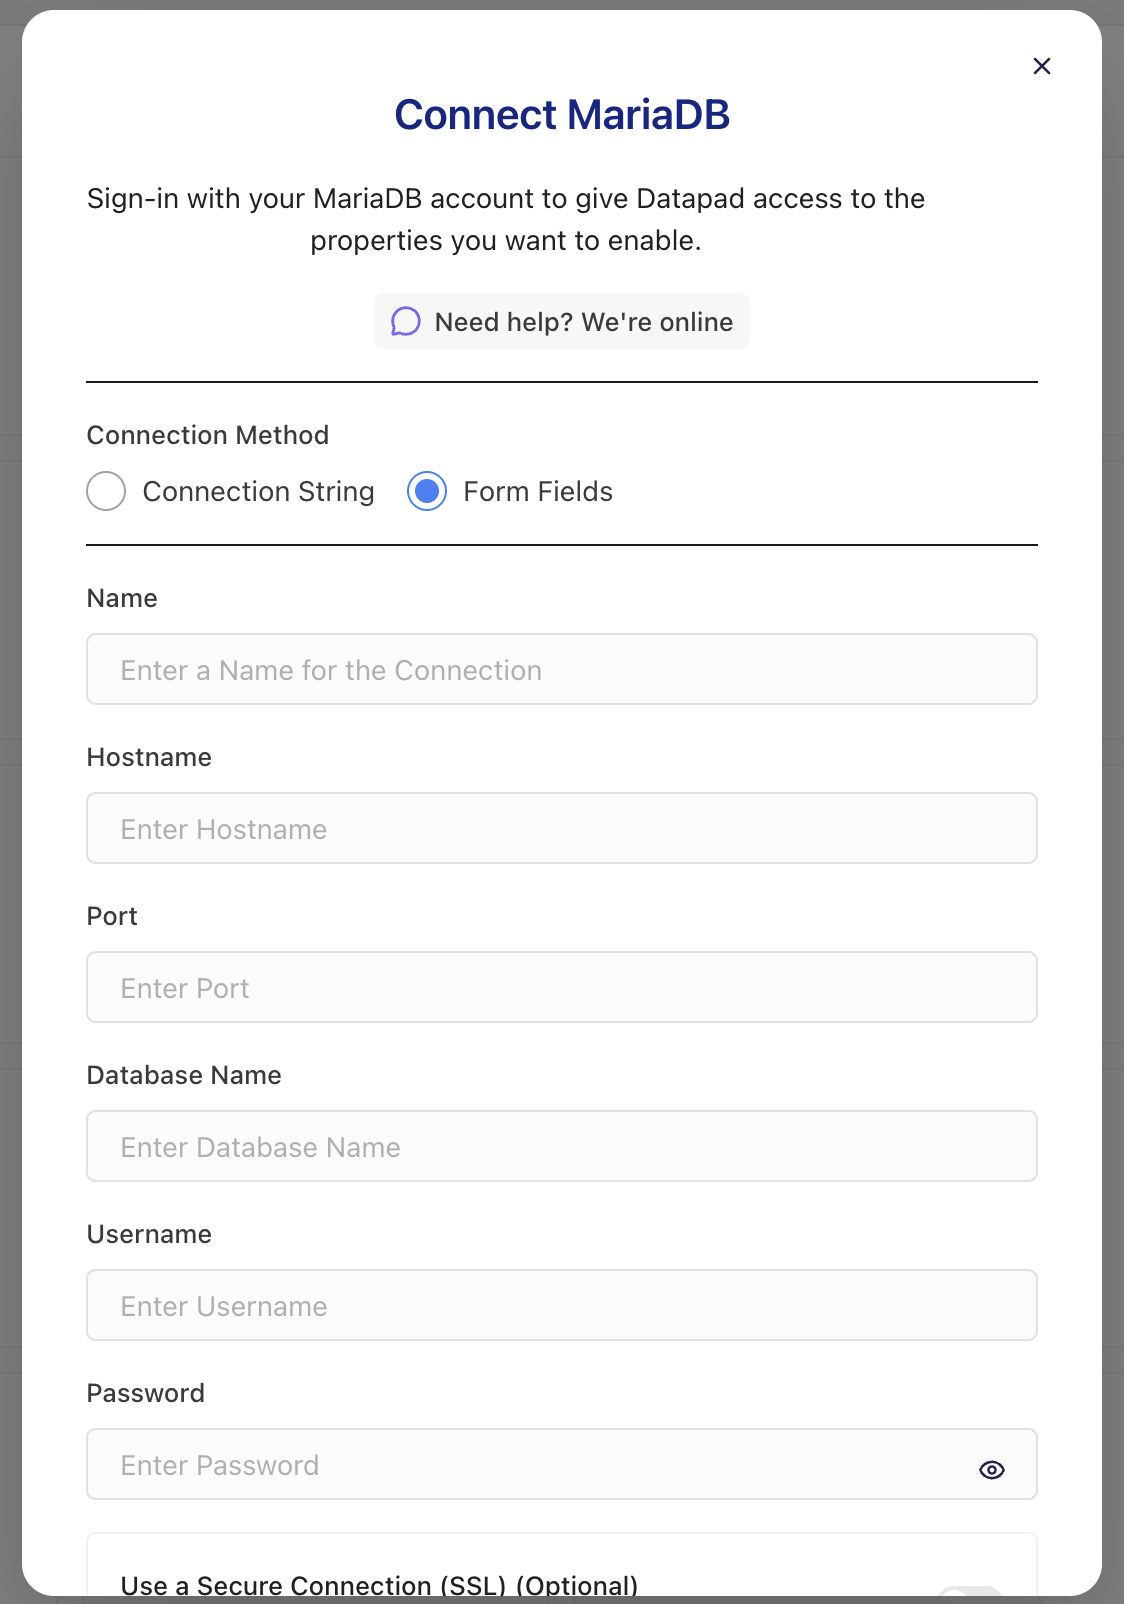 Connect MariaDB
Sign-in with your MariaDB account to give Datapad access to the
properties you want to enable.
Need help? We're online
Connection Method
Connection String
Form Fields
Name
Enter a Name for the Connection
Hostname
Enter Hostname
Port
Enter Port
Database Name
Enter Database Name
Username
Enter Username
Password
Enter Password
Use a Secure Connection (SSL) (Optional)